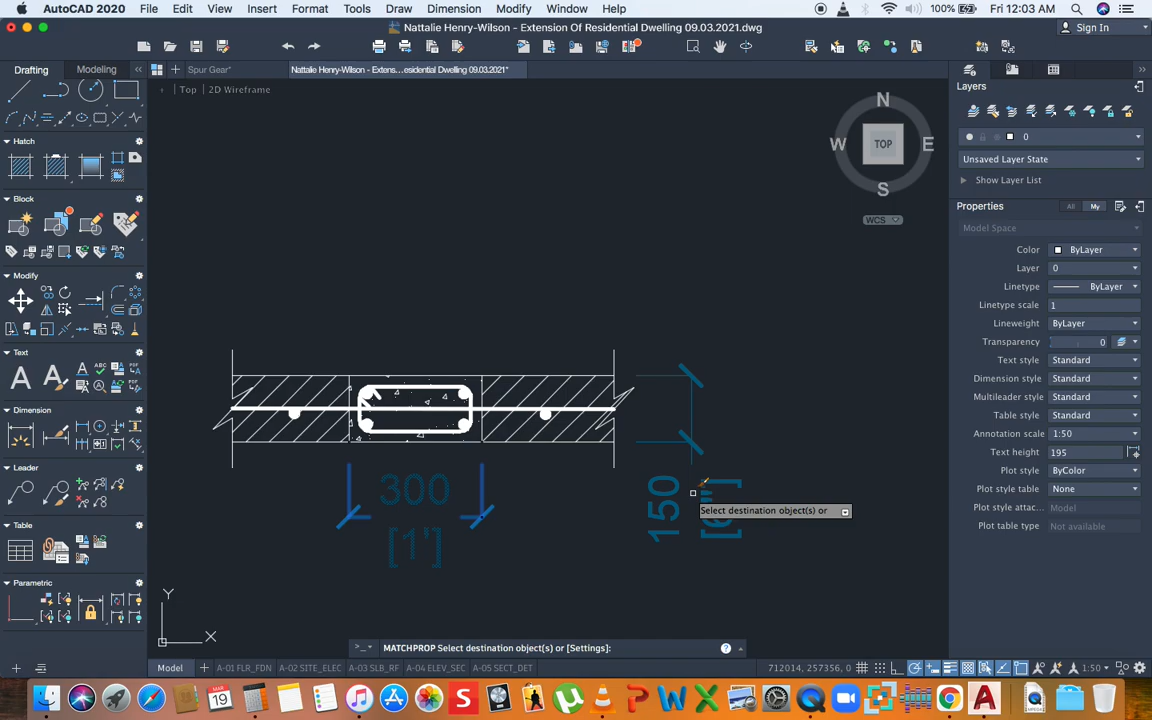 AutoCAD 2020 File Edit View Insert Format Tools Draw Dimension Modify Window Help 100% Fri 12:03 AM
Nattalie Henry-Wilson - Extension Of Residential Dwelling 09.03.2021.dwg
Sign In
Drafting Modeling
Spur Gear*
Nattalie Henry-Wilson - Extens...esidential Dwelling 09.03.2021*
Top 2D Wireframe
Layers
0
Unsaved Layer State
Show Layer List
Hatch
Block
Modify
Text
Dimension
Leader
Table
Parametric
N
W TOP E
S
WCS
Properties All My
Model Space
Color ByLayer
Layer 0
Linetype ByLayer
Linetype scale 1
Lineweight ByLayer
Transparency 0
Text style Standard
Dimension style Standard
Multileader style Standard
Table style Standard
Annotation scale 1:50
Text height 195
Plot style ByColor
Plot style table None
Plot style attac... Model
Plot table type Not available
300
[1']
150
[6"]
Select destination object(s) or
Y
X
>_ MATCHPROP Select destination object(s) or [Settings]:
Model A-01 FLR_FDN A-02 SITE_ELEC A-03 SLB_RF A-04 ELEV_SEC A-05 SECT_DET 712014, 257356, 0 1:50